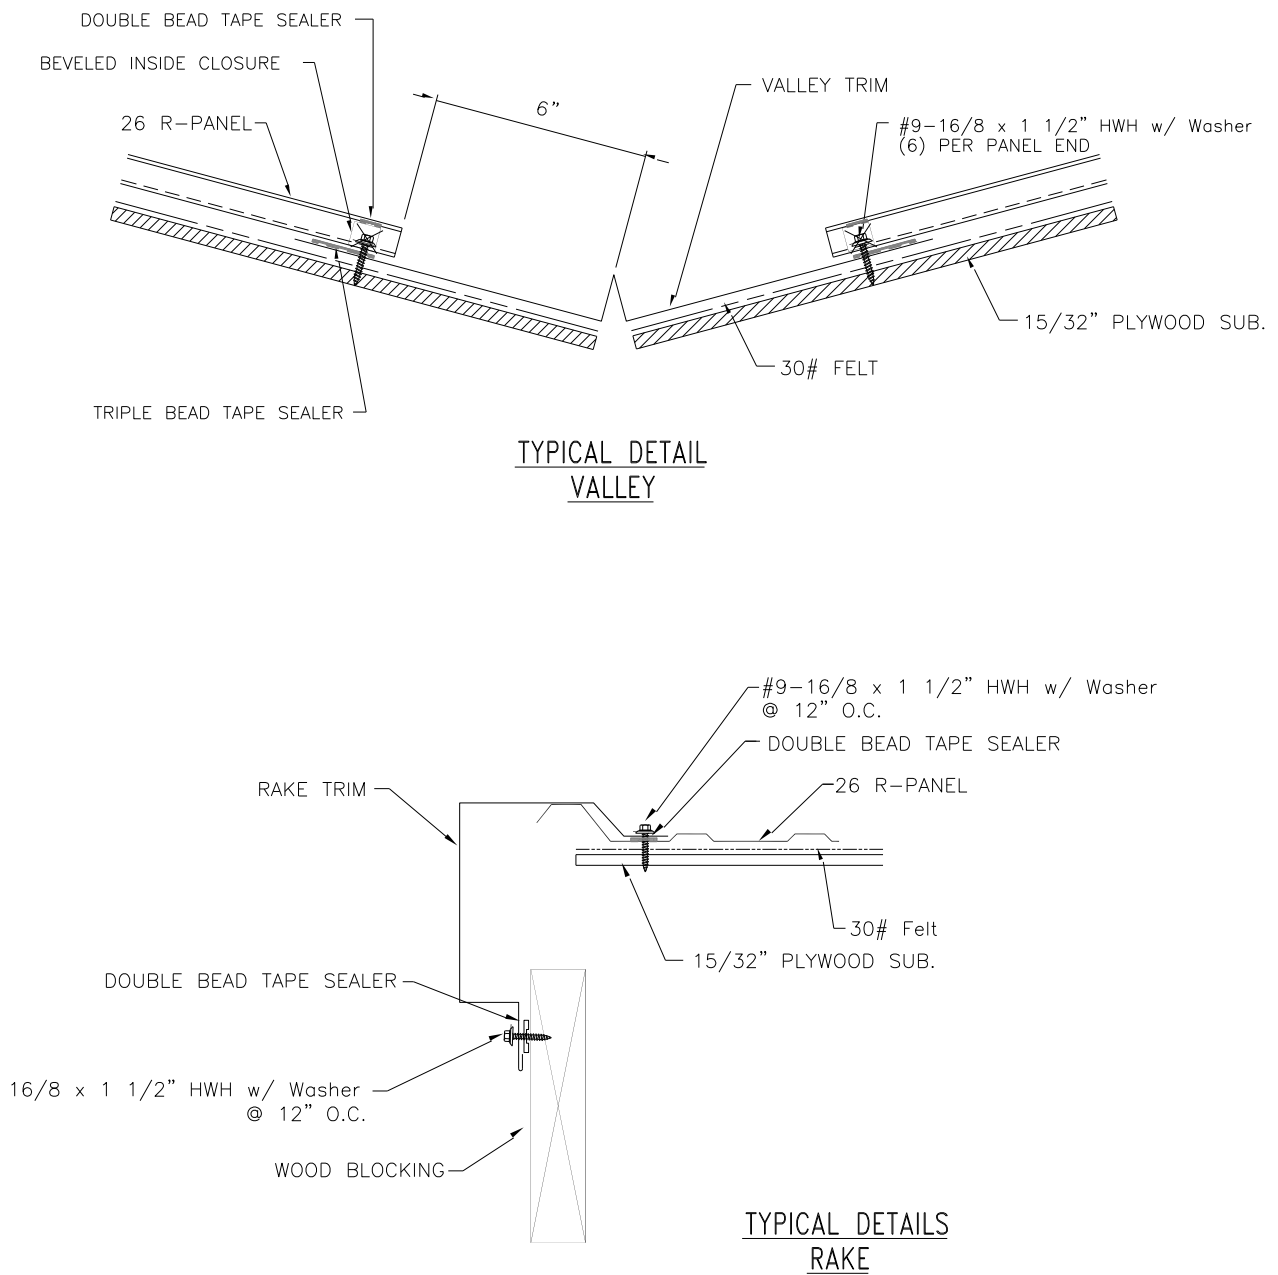 DOUBLE BEAD TAPE SEALER
BEVELED INSIDE CLOSURE
26 R-PANEL
6”
VALLEY TRIM
#9-16/8 x 1 1/2” HWH w/ Washer
(6) PER PANEL END
15/32” PLYWOOD SUB.
30# FELT
TRIPLE BEAD TAPE SEALER
TYPICAL DETAIL
VALLEY
#9-16/8 x 1 1/2” HWH w/ Washer
@ 12” O.C.
DOUBLE BEAD TAPE SEALER
26 R-PANEL
RAKE TRIM
30# Felt
15/32” PLYWOOD SUB.
DOUBLE BEAD TAPE SEALER
16/8 x 1 1/2” HWH w/ Washer
@ 12” O.C.
WOOD BLOCKING
TYPICAL DETAILS
RAKE